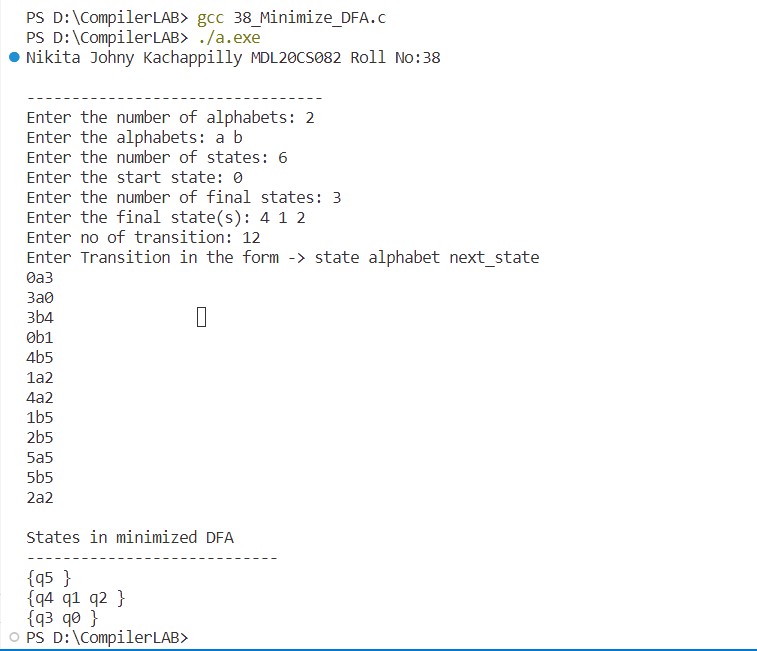 PS D:\CompilerLAB> gcc 38_Minimize_DFA.c
PS D:\CompilerLAB> ./a.exe
Nikita Johny Kachappilly MDL20CS082 Roll No:38
---------------------------------
Enter the number of alphabets: 2
Enter the alphabets: a b
Enter the number of states: 6
Enter the start state: 0
Enter the number of final states: 3
Enter the final state(s): 4 1 2
Enter no of transition: 12
Enter Transition in the form -> state alphabet next_state
0a3
3a0
3b4
0b1
4b5
1a2
4a2
1b5
2b5
5a5
5b5
2a2
States in minimized DFA
----------------------------
{q5 }
{q4 q1 q2 }
{q3 q0 }
PS D:\CompilerLAB>